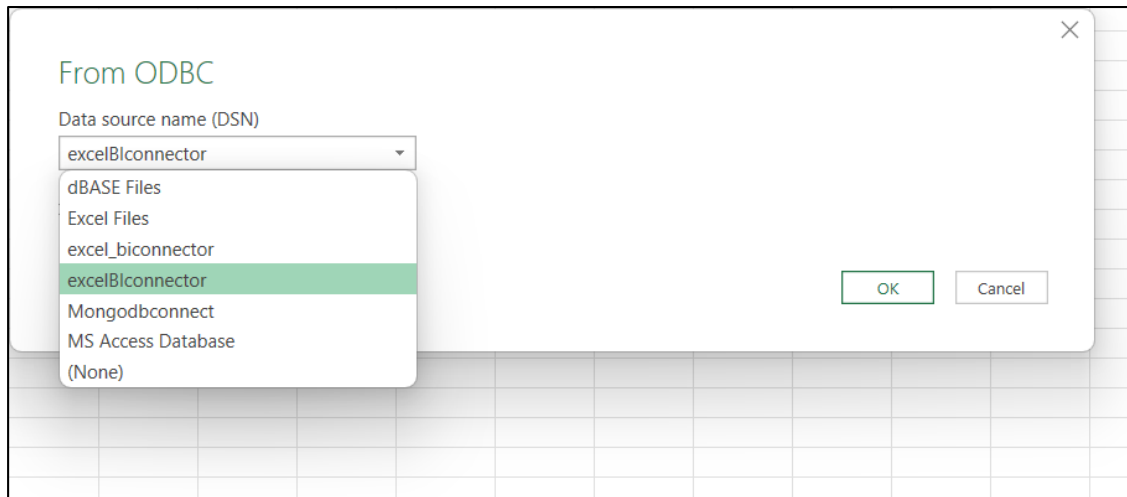 From ODBC
Data source name (DSN)
excelBIconnector
dBASE Files
Excel Files
excel_biconnector
excelBIconnector
Mongodbconnect
MS Access Database
(None)
OK Cancel